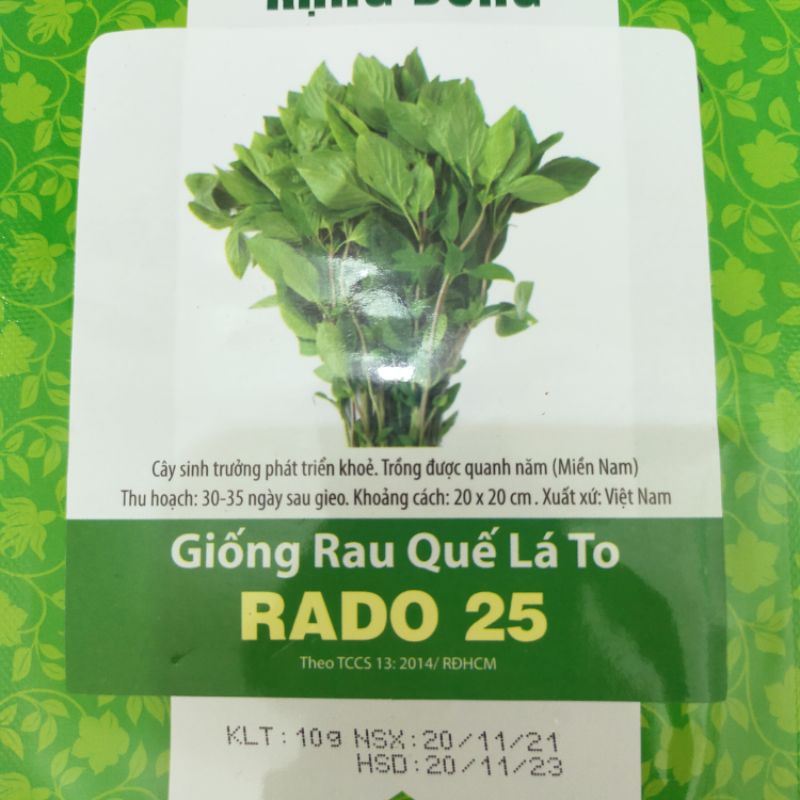 Cây sinh trưởng phát triển khoẻ. Trồng được quanh năm (Miền Nam)
Thu hoạch: 30-35 ngày sau gieo. Khoảng cách: 20 x 20 cm . Xuất xứ: Việt Nam
Giống Rau Quế Lá To
RADO 25
Theo TCCS 13: 2014/ RĐHCM
KLT: 10g NSX: 20/11/21
HSD: 20/11/23